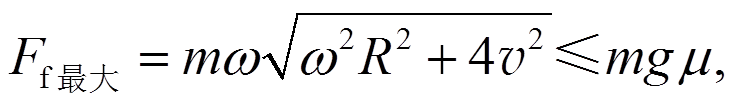 F_f最大 = mω√(ω²R² + 4v²) ≤ mgμ,